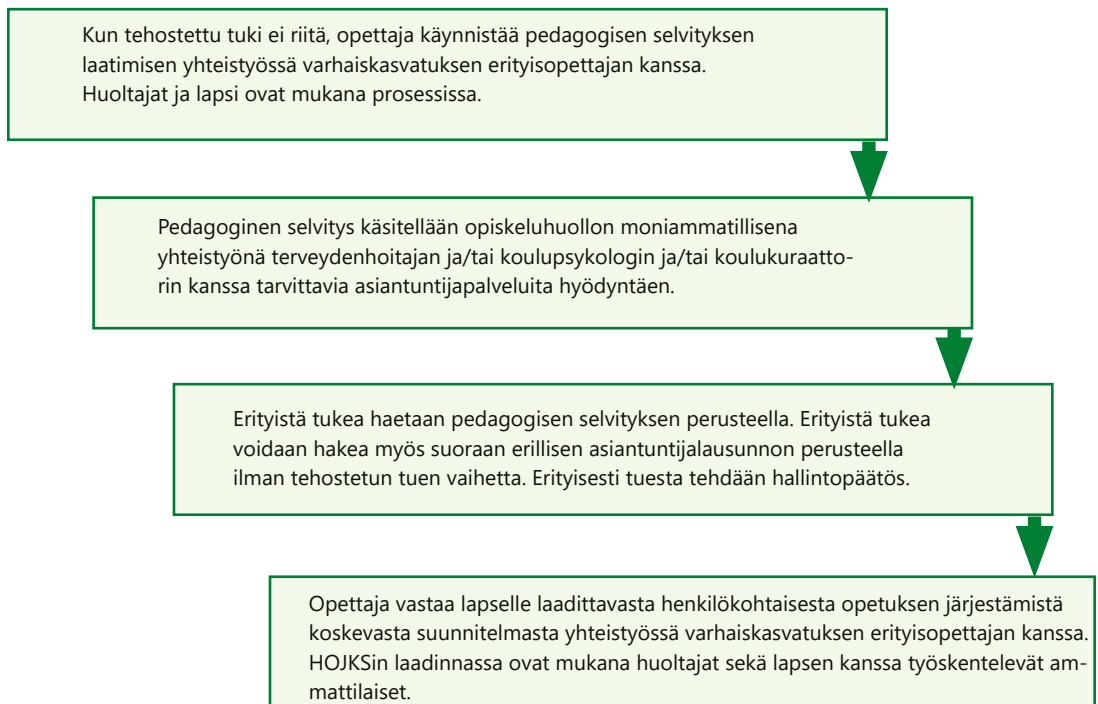 Kun tehostettu tuki ei riitä, opettaja käynnistää pedagogisen selvityksen
laatimisen yhteistyössä varhaiskasvatuksen erityisopettajan kanssa.
Huoltajat ja lapsi ovat mukana prosessissa.
Pedagoginen selvitys käsitellään opiskeluhuollon moniammatillisena
yhteistyönä terveydenhoitajan ja/tai koulupsykologin ja/tai koulukuraatto-
rin kanssa tarvittavia asiantuntijapalveluita hyödyntäen.
Erityistä tukea haetaan pedagogisen selvityksen perusteella. Erityistä tukea
voidaan hakea myös suoraan erillisen asiantuntijalausunnon perusteella
ilman tehostetun tuen vaihetta. Erityisesti tuesta tehdään hallintopäätös.
Opettaja vastaa lapselle laadittavasta henkilökohtaisesta opetuksen järjestämistä
koskevasta suunnitelmasta yhteistyössä varhaiskasvatuksen erityisopettajan kanssa.
HOJKSin laadinnassa ovat mukana huoltajat sekä lapsen kanssa työskentelevät am-
mattilaiset.